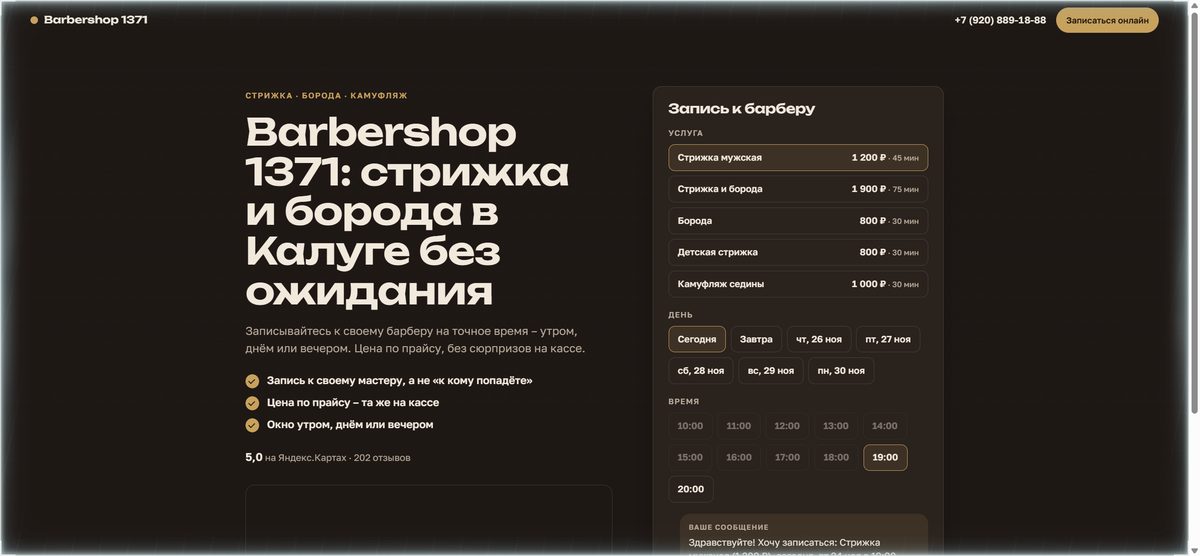 Barbershop 1371
+7 (920) 889-18-88
Записаться онлайн
СТРИЖКА · БОРОДА · КАМУФЛЯЖ
Barbershop
1371: стрижка
и борода в
Калуге без
ожидания
Записывайтесь к своему барберу на точное время – утром,
днём или вечером. Цена по прайсу, без сюрпризов на кассе.
Запись к своему мастеру, а не «к кому попадёте»
Цена по прайсу – та же на кассе
Окно утром, днём или вечером
5,0 на Яндекс.Картах · 202 отзывов
Запись к барберу
УСЛУГА
Стрижка мужская 1 200 ₽ · 45 мин
Стрижка и борода 1 900 ₽ · 75 мин
Борода 800 ₽ · 30 мин
Детская стрижка 800 ₽ · 30 мин
Камуфляж седины 1 000 ₽ · 30 мин
ДЕНЬ
Сегодня Завтра чт, 26 ноя пт, 27 ноя
сб, 28 ноя вс, 29 ноя пн, 30 ноя
ВРЕМЯ
10:00 11:00 12:00 13:00 14:00
15:00 16:00 17:00 18:00 19:00
20:00
ВАШЕ СООБЩЕНИЕ
Здравствуйте! Хочу записаться: Стрижка